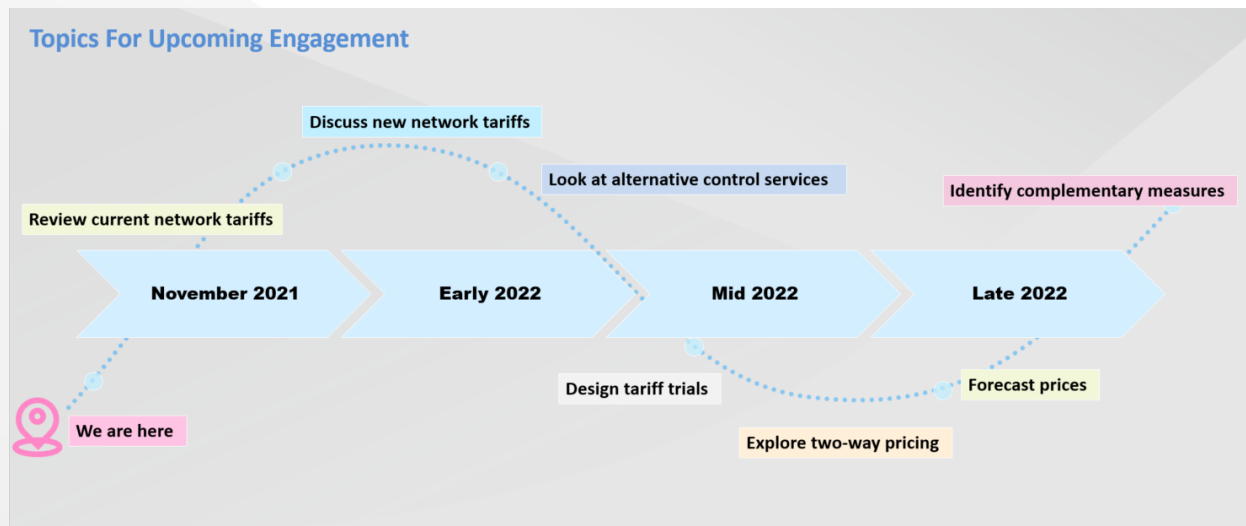 Topics For Upcoming Engagement
Discuss new network tariffs
Look at alternative control services
Identify complementary measures
Review current network tariffs
November 2021
Early 2022
Mid 2022
Late 2022
Design tariff trials
Forecast prices
We are here
Explore two-way pricing